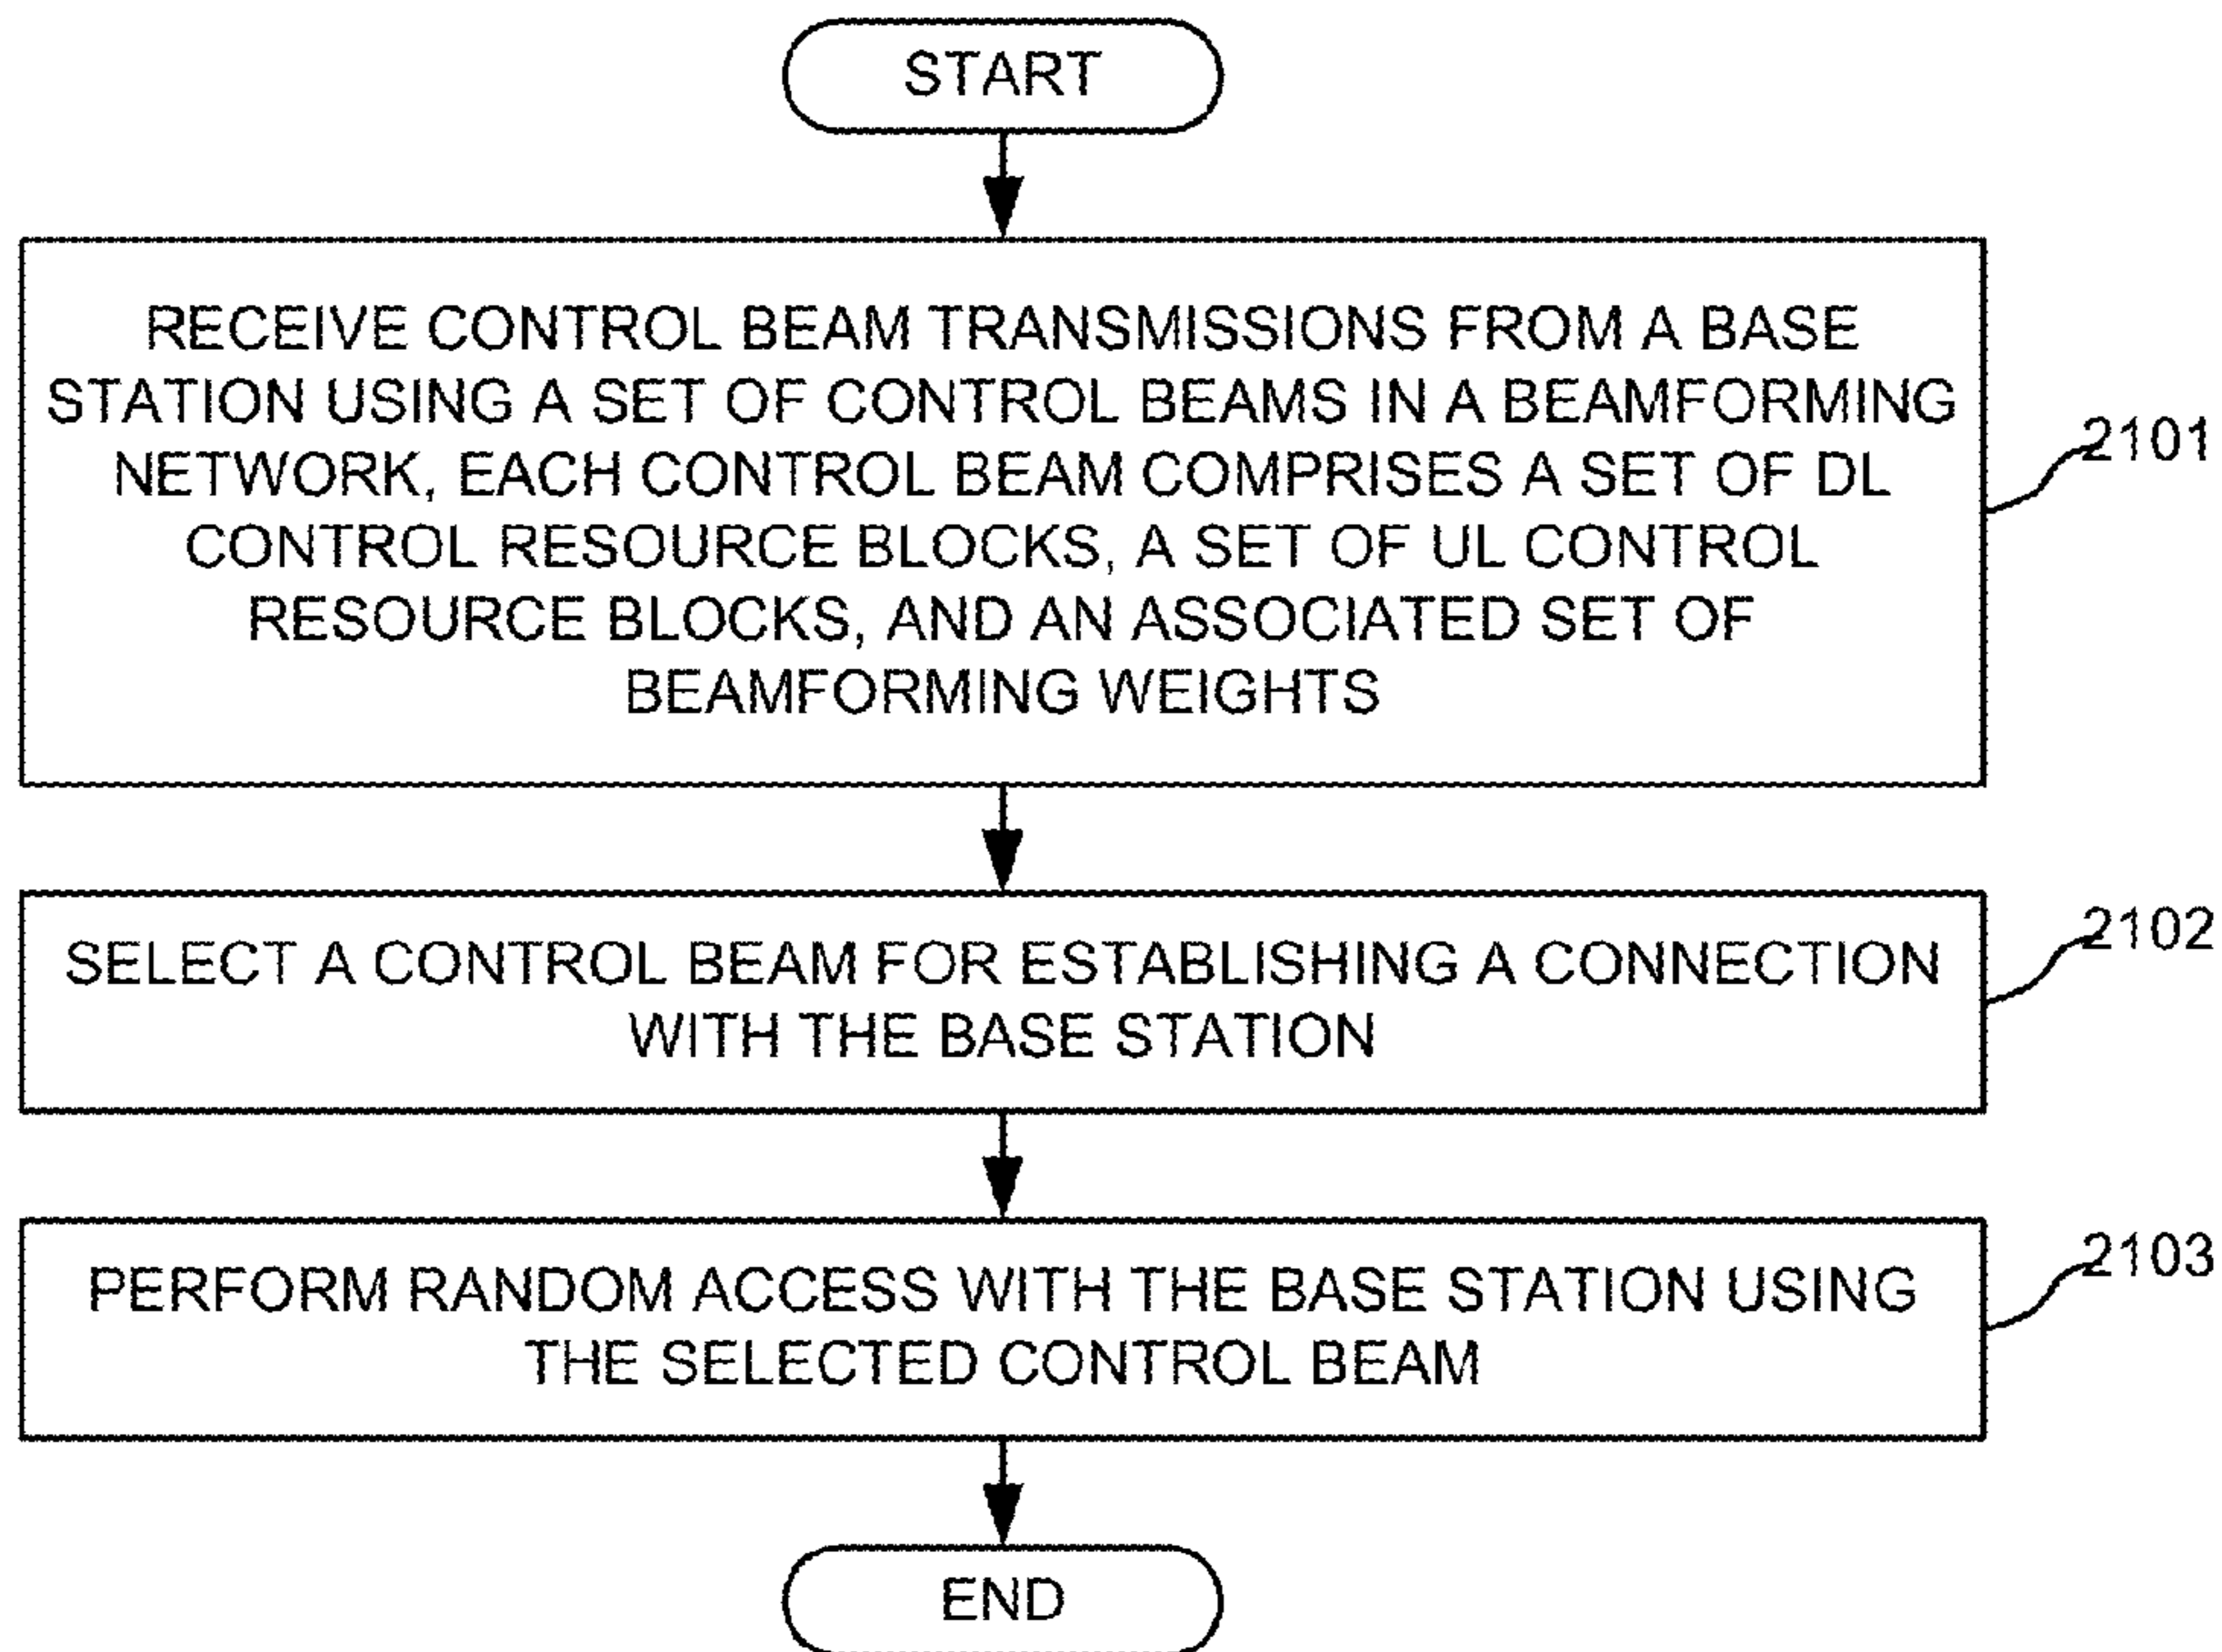 START
RECEIVE CONTROL BEAM TRANSMISSIONS FROM A BASE
STATION USING A SET OF CONTROL BEAMS IN A BEAMFORMING
NETWORK, EACH CONTROL BEAM COMPRISES A SET OF DL
CONTROL RESOURCE BLOCKS, A SET OF UL CONTROL
RESOURCE BLOCKS, AND AN ASSOCIATED SET OF
BEAMFORMING WEIGHTS
2101
SELECT A CONTROL BEAM FOR ESTABLISHING A CONNECTION
WITH THE BASE STATION
2102
PERFORM RANDOM ACCESS WITH THE BASE STATION USING
THE SELECTED CONTROL BEAM
2103
END